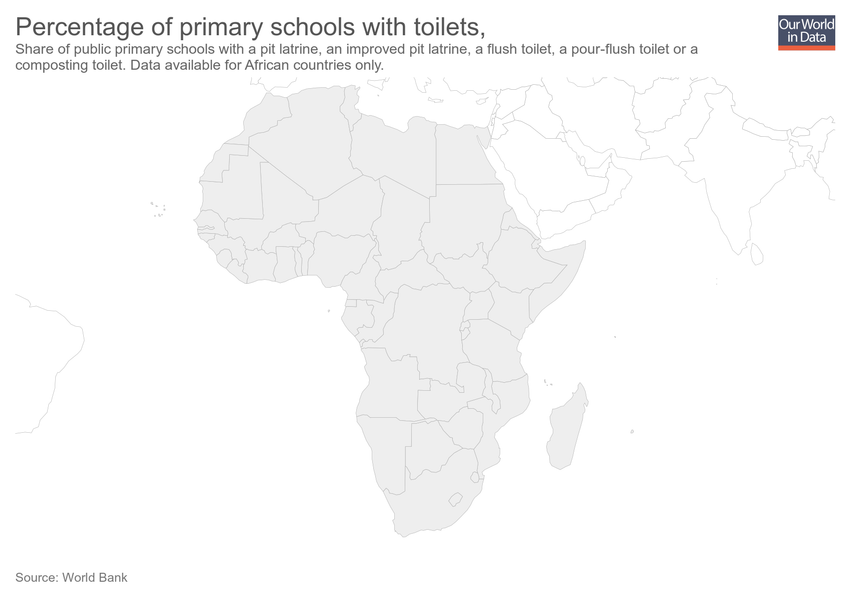 Percentage of primary schools with toilets,
Our World
in Data
Share of public primary schools with a pit latrine, an improved pit latrine, a flush toilet, a pour-flush toilet or a
composting toilet. Data available for African countries only.
Source: World Bank